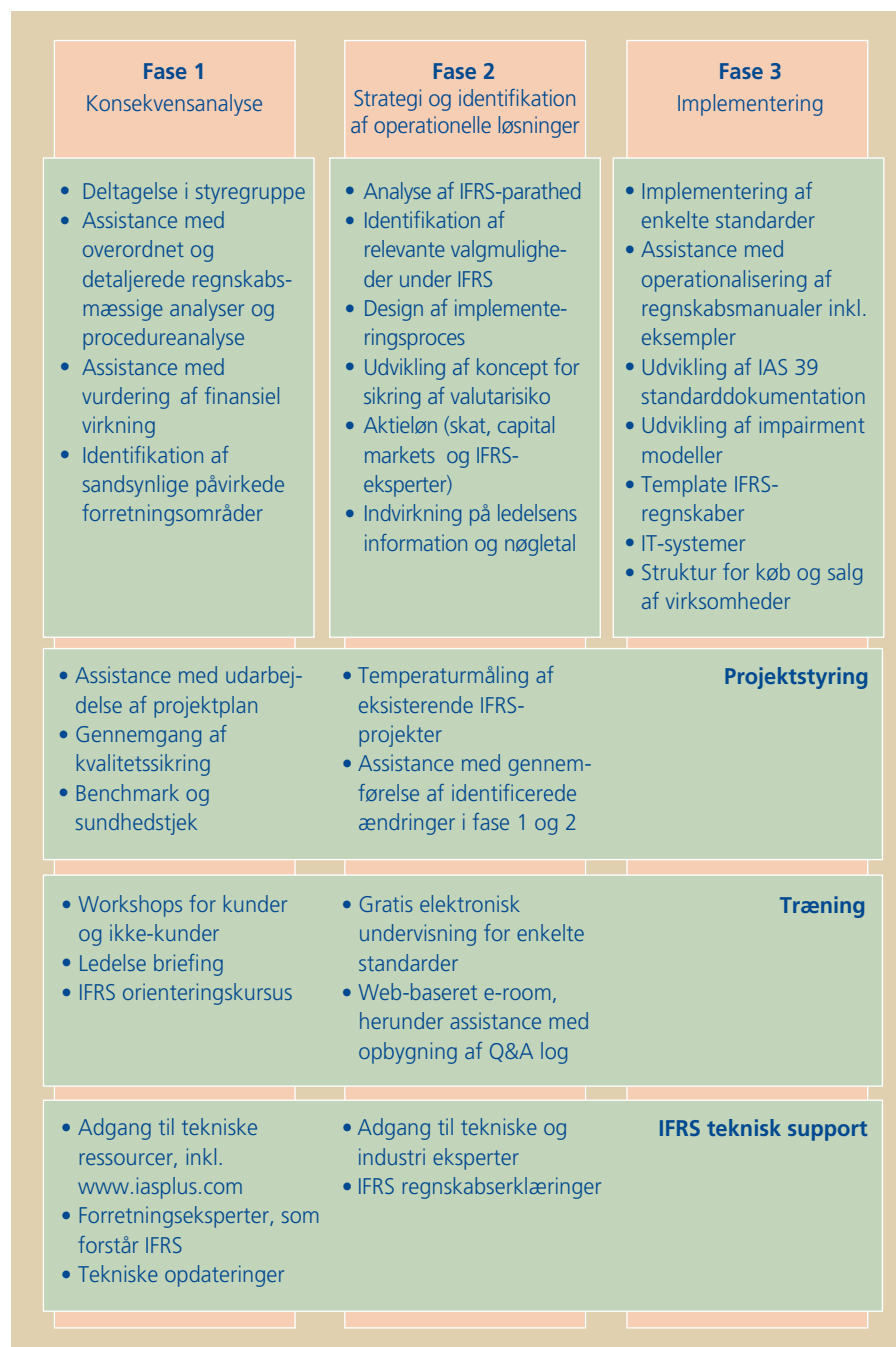 Fase 1
Konsekvensanalyse
Fase 2
Strategi og identifikation
af operationelle løsninger
Fase 3
Implementering
• Deltagelse i styregruppe
• Assistance med
overordnet og
detaljerede regnskabs-
mæssige analyser og
procedureanalyse
• Assistance med
vurdering af finansiel
virkning
• Identifikation af
sandsynlige påvirkede
forretningsområder
• Analyse af IFRS-parathed
• Identifikation af
relevante valgmulighe-
der under IFRS
• Design af implemente-
ringsproces
• Udvikling af koncept for
sikring af valutarisiko
• Aktieløn (skat, capital
markets og IFRS-
eksperter)
• Indvirkning på ledelsens
information og nøgletal
• Implementering af
enkelte standarder
• Assistance med
operationalisering af
regnskabsmanualer inkl.
eksempler
• Udvikling af IAS 39
standarddokumentation
• Udvikling af impairment
modeller
• Template IFRS-
regnskaber
• IT-systemer
• Struktur for køb og salg
af virksomheder
• Assistance med udarbej-
delse af projektplan
• Gennemgang af
kvalitetssikring
• Benchmark og
sundhedstjek
• Temperaturmåling af
eksisterende IFRS-
projekter
• Assistance med gennem-
førelse af identificerede
ændringer i fase 1 og 2
Projektstyring
• Workshops for kunder
og ikke-kunder
• Ledelse briefing
• IFRS orienteringskursus
• Gratis elektronisk
undervisning for enkelte
standarder
• Web-baseret e-room,
herunder assistance med
opbygning af Q&A log
Træning
• Adgang til tekniske
ressourcer, inkl.
www.iasplus.com
• Forretningseksperter, som
forstår IFRS
• Tekniske opdateringer
• Adgang til tekniske og
industri eksperter
• IFRS regnskabserklæringer
IFRS teknisk support